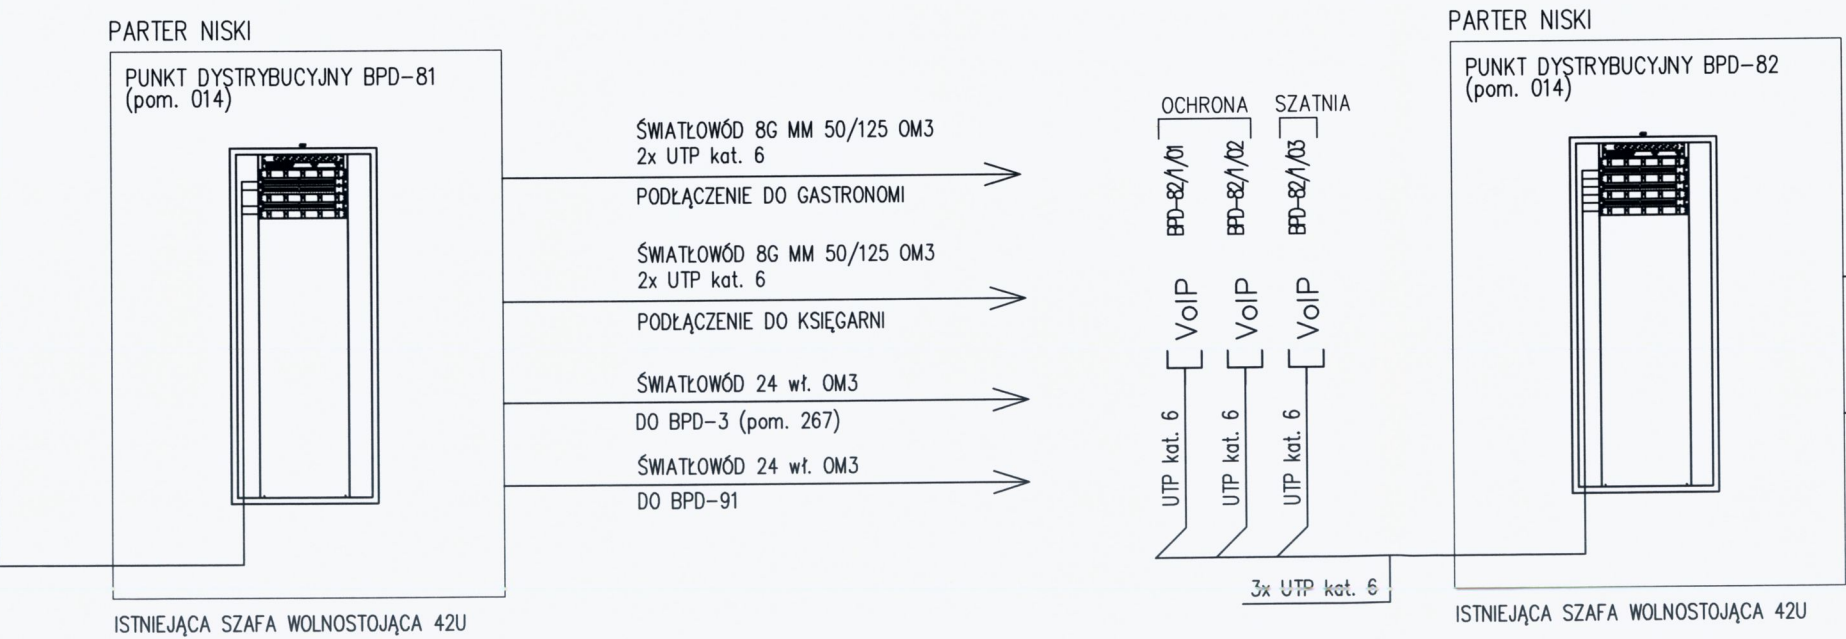 PARTER NISKI
PUNKT DYSTRYBUCYJNY BPD-81
(pom. 014)
ISTNIEJĄCA SZAFA WOLNOSTOJĄCA 42U
ŚWIATŁOWÓD 8G MM 50/125 OM3
2x UTP kat. 6
PODŁĄCZENIE DO GASTRONOMI
ŚWIATŁOWÓD 8G MM 50/125 OM3
2x UTP kat. 6
PODŁĄCZENIE DO KSIĘGARNI
ŚWIATŁOWÓD 24 wł. OM3
DO BPD-3 (pom. 267)
ŚWIATŁOWÓD 24 wł. OM3
DO BPD-91
OCHRONA
SZATNIA
BPD-82/1/01
BPD-82/1/02
BPD-82/1/03
VoIP
VoIP
VoIP
UTP kat. 6
UTP kat. 6
UTP kat. 6
3x UTP kat. 6
PARTER NISKI
PUNKT DYSTRYBUCYJNY BPD-82
(pom. 014)
ISTNIEJĄCA SZAFA WOLNOSTOJĄCA 42U